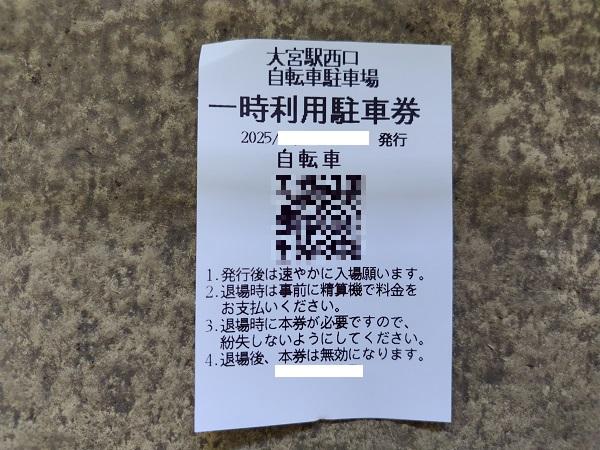 大宮駅西口
自転車駐車場
一時利用駐車券
2025/ 発行
自転車
1.発行後は速やかに入場願います。
2.退場時は事前に精算機で料金を
お支払いください。
3.退場時に本券が必要ですので、
紛失しないようにしてください。
4.退場後、本券は無効になります。